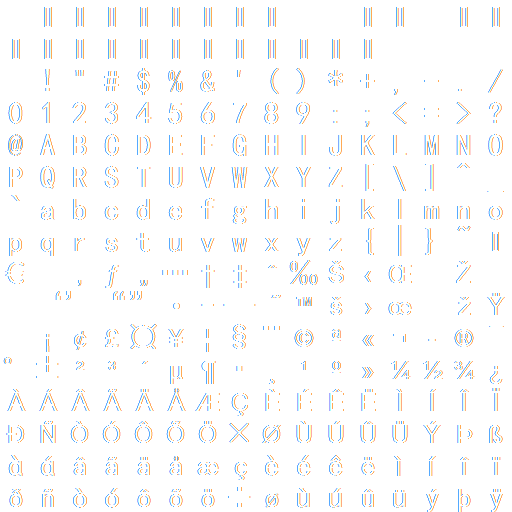 ! " # $ % & ' ( ) * + , - . /
0 1 2 3 4 5 6 7 8 9 : ; < = > ?
@ A B C D E F G H I J K L M N O
P Q R S T U V W X Y Z [ \ ] ^ _
` a b c d e f g h i j k l m n o
p q r s t u v w x y z { | } ~
€ ‚ ƒ „ … † ‡ ˆ ‰ Š ‹ Œ Ž
“ ” • – — ˜ ™ š › œ ž Ÿ
¡ ¢ £ ¤ ¥ ¦ § ¨ © ª « ¬ - ® ¯
° ± ² ³ ´ µ ¶ · ¸ ¹ º » ¼ ½ ¾ ¿
À Á Â Ã Ä Å Æ Ç È É Ê Ë Ì Í Î Ï
Ð Ñ Ò Ó Ô Õ Ö × Ø Ù Ú Û Ü Ý Þ ß
à á â ã ä å æ ç è é ê ë ì í î ï
ð ñ ò ó ô õ ö ÷ ø ù ú û ü ý þ ÿ